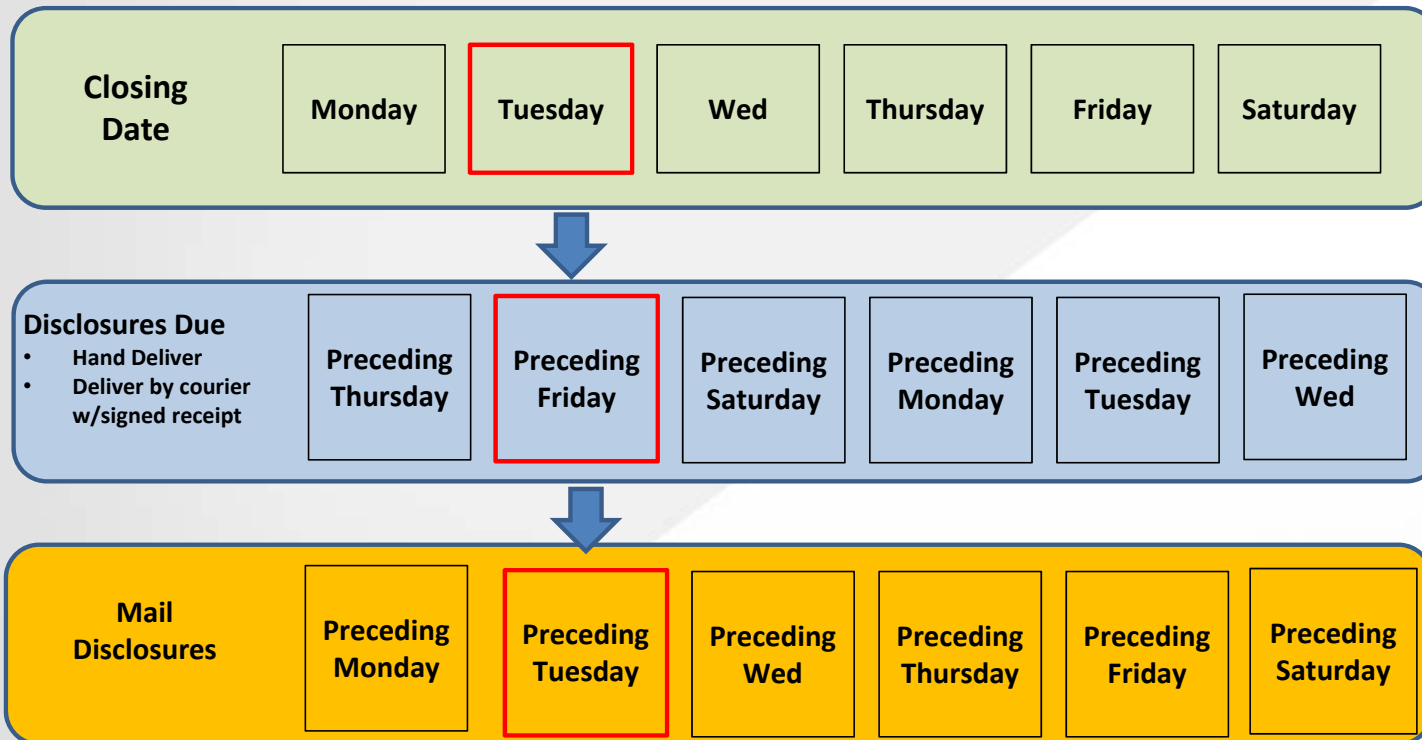 Closing
Date
Monday
Tuesday
Wed
Thursday
Friday
Saturday
Disclosures Due
• Hand Deliver
• Deliver by courier
w/signed receipt
Preceding
Thursday
Preceding
Friday
Preceding
Saturday
Preceding
Monday
Preceding
Tuesday
Preceding
Wed
Mail
Disclosures
Preceding
Monday
Preceding
Tuesday
Preceding
Wed
Preceding
Thursday
Preceding
Friday
Preceding
Saturday